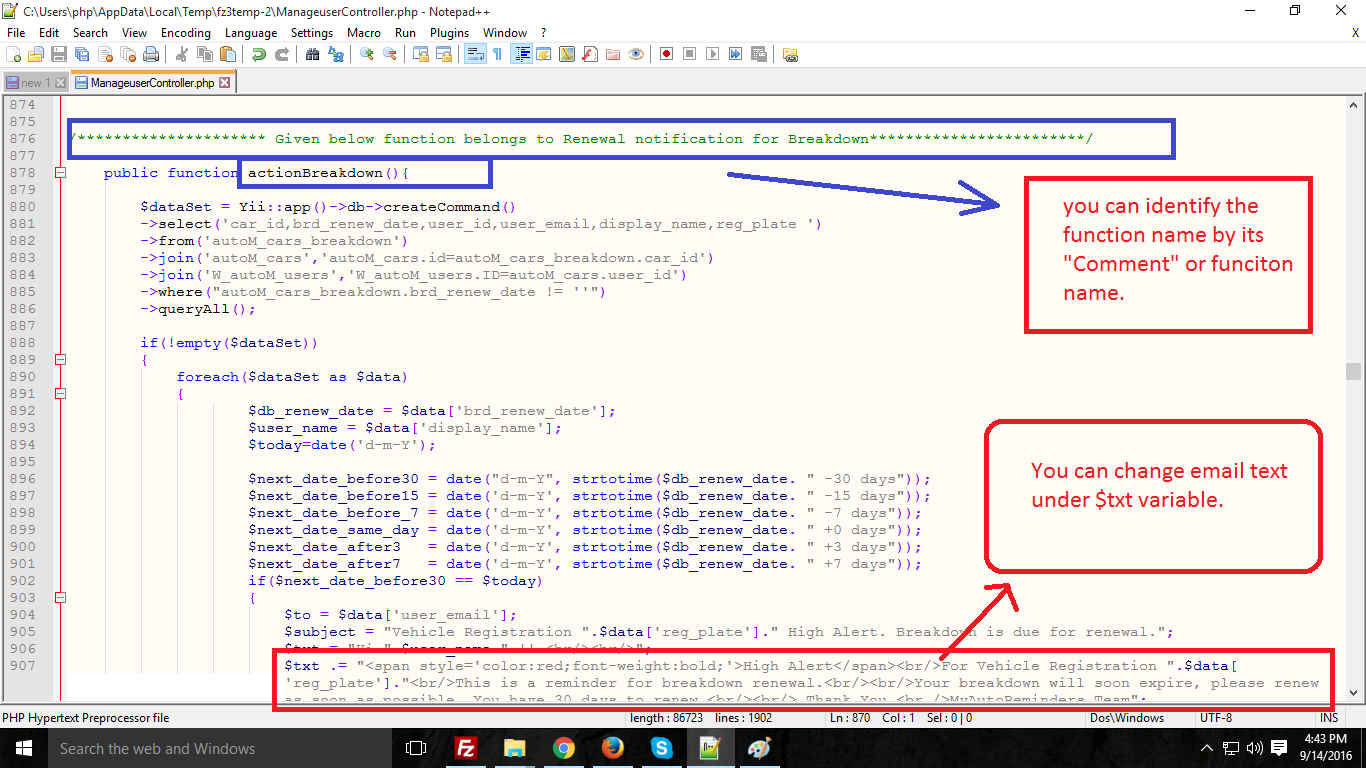 C:\Users\php\AppData\Local\Temp\fz3temp-2\ManageuserController.php - Notepad++
File Edit Search View Encoding Language Settings Macro Run Plugins Window ? X
new 1 ManageuserController.php
874
875
876 /********************* Given below function belongs to Renewal notification for Breakdown************************/
877
878 public function actionBreakdown(){
879
880 $dataSet = Yii::app()->db->createCommand()
881 ->select('car_id,brd_renew_date,user_id,user_email,display_name,reg_plate ')
882 ->from('autoM_cars_breakdown')
883 ->join('autoM_cars','autoM_cars.id=autoM_cars_breakdown.car_id')
884 ->join('W_autoM_users','W_autoM_users.ID=autoM_cars.user_id')
885 ->where("autoM_cars_breakdown.brd_renew_date != ''")
886 ->queryAll();
887
888 if(!empty($dataSet))
889 {
890 foreach($dataSet as $data)
891 {
892 $db_renew_date = $data['brd_renew_date'];
893 $user_name = $data['display_name'];
894 $today=date('d-m-Y');
895
896 $next_date_before30 = date("d-m-Y", strtotime($db_renew_date. " -30 days"));
897 $next_date_before15 = date('d-m-Y', strtotime($db_renew_date. " -15 days"));
898 $next_date_before_7 = date('d-m-Y', strtotime($db_renew_date. " -7 days"));
899 $next_date_same_day = date('d-m-Y', strtotime($db_renew_date. " +0 days"));
900 $next_date_after3 = date('d-m-Y', strtotime($db_renew_date. " +3 days"));
901 $next_date_after7 = date('d-m-Y', strtotime($db_renew_date. " +7 days"));
902 if($next_date_before30 == $today)
903 {
904 $to = $data['user_email'];
905 $subject = "Vehicle Registration ".$data['reg_plate']." High Alert. Breakdown is due for renewal.";
906
907 $txt .= "<span style='color:red;font-weight:bold;'>High Alert</span><br/>For Vehicle Registration ".$data[
'reg_plate']."<br/>This is a reminder for breakdown renewal.<br/><br/>Your breakdown will soon expire, please renew
as soon as possible. You have 30 days to renew.<br/><br/> Thank You.<br />MyAutoReminders Team";
you can identify the
function name by its
"Comment" or funciton
name.
You can change email text
under $txt variable.
PHP Hypertext Preprocessor file length : 86723 lines : 1902 Ln : 870 Col : 1 Sel : 0 | 0 Dos\Windows UTF-8 INS
Search the web and Windows
4:43 PM
9/14/2016